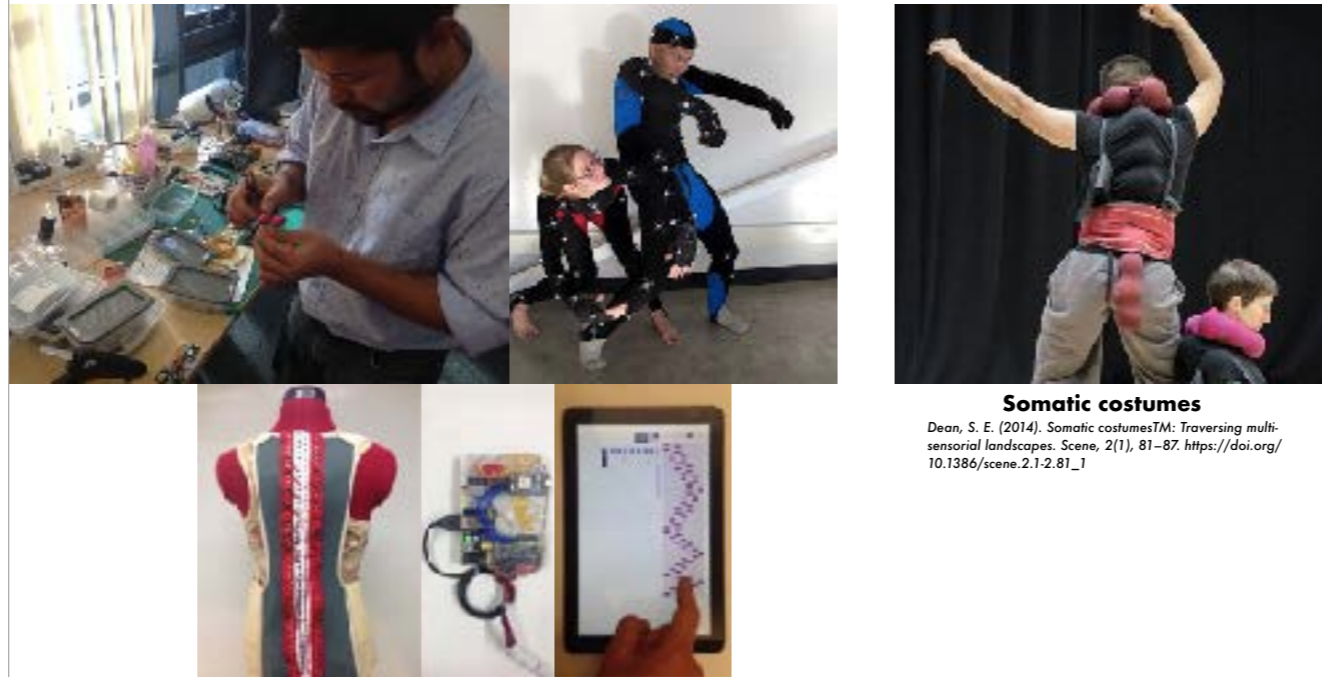 Somatic costumes
Dean, S. E. (2014). Somatic costumesTM: Traversing multi-
sensorial landscapes. Scene, 2(1), 81–87. https://doi.org/
10.1386/scene.2.1-2.81_1